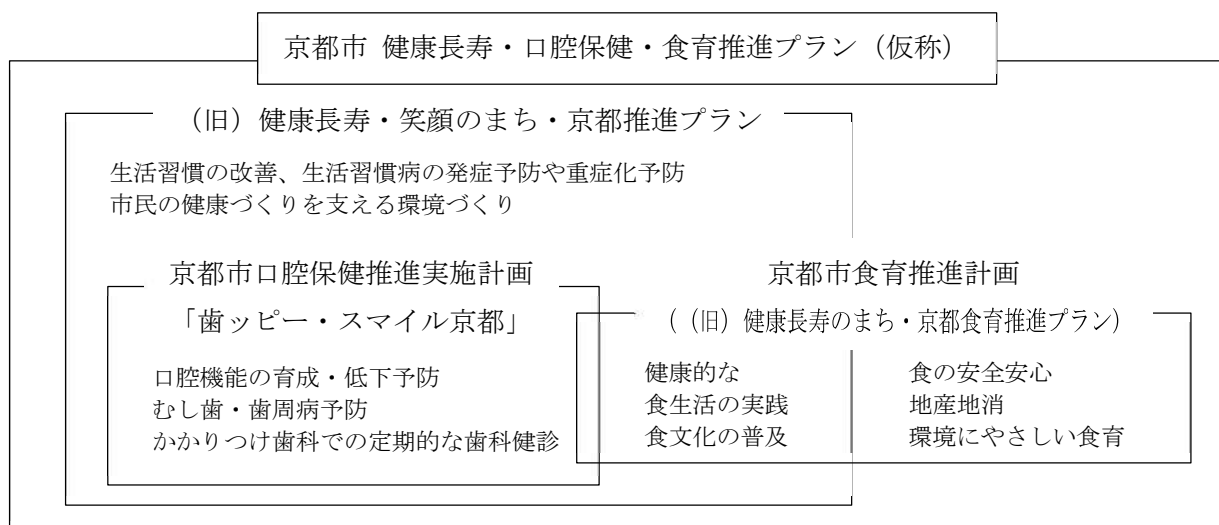 京都市 健康長寿・口腔保健・食育推進プラン（仮称）
（旧）健康長寿・笑顔のまち・京都推進プラン
生活習慣の改善、生活習慣病の発症予防や重症化予防
市民の健康づくりを支える環境づくり
京都市口腔保健推進実施計画
「歯ッピー・スマイル京都」
口腔機能の育成・低下予防
むし歯・歯周病予防
かかりつけ歯科での定期的な歯科健診
京都市食育推進計画
（（旧）健康長寿のまち・京都食育推進プラン）
健康的な
食生活の実践
食文化の普及
食の安全安心
地産地消
環境にやさしい食育